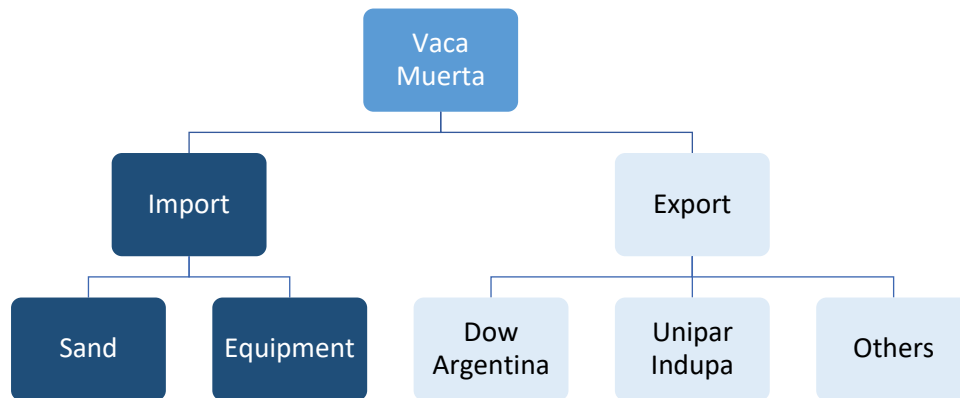 Vaca
Muerta
Import
Export
Sand
Equipment
Dow
Argentina
Unipar
Indupa
Others